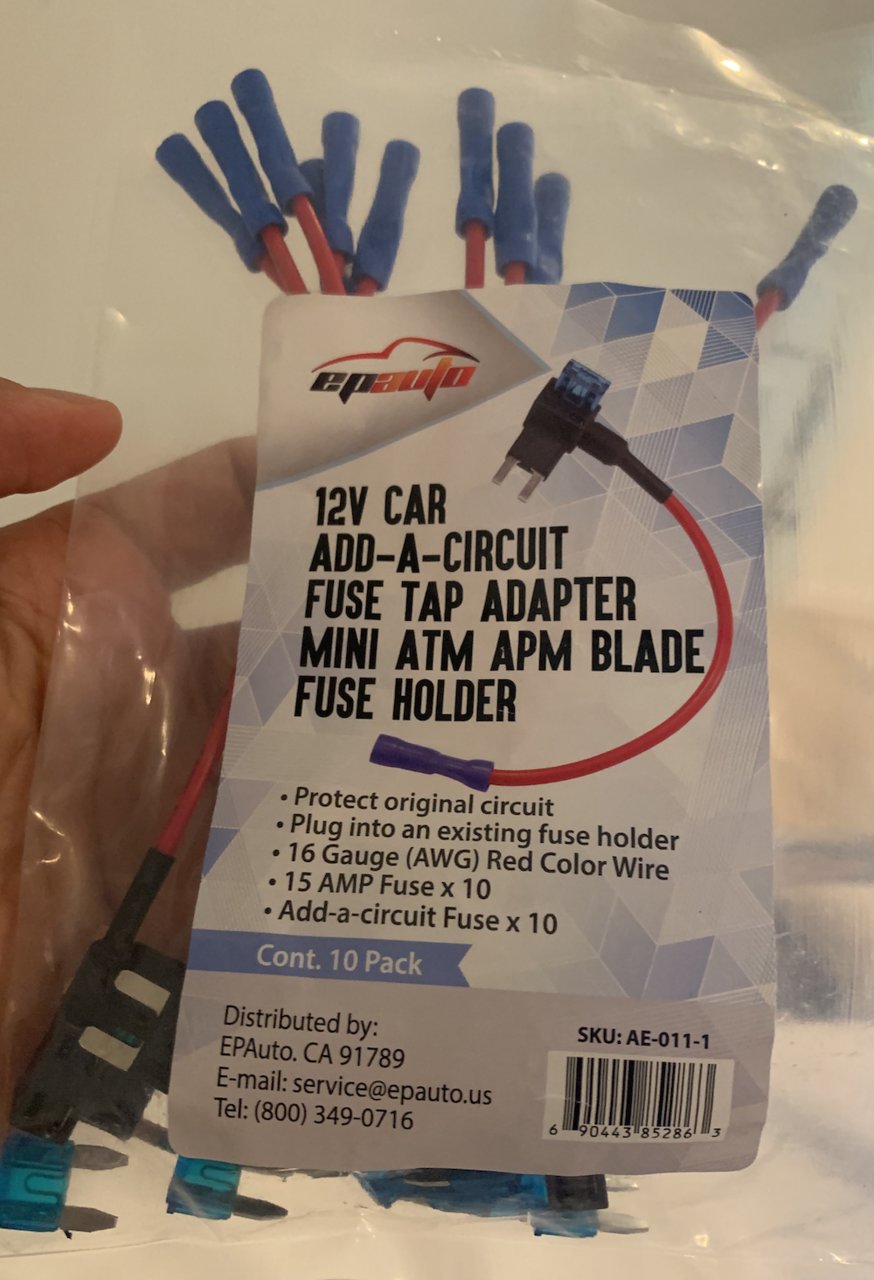 epauto
12V CAR
ADD-A-CIRCUIT
FUSE TAP ADAPTER
MINI ATM APM BLADE
FUSE HOLDER
• Protect original circuit
• Plug into an existing fuse holder
• 16 Gauge (AWG) Red Color Wire
• 15 AMP Fuse x 10
• Add-a-circuit Fuse x 10
Cont. 10 Pack
Distributed by:
EPAuto. CA 91789
E-mail: service@epauto.us
Tel: (800) 349-0716
SKU: AE-011-1
6 90443 85286 3